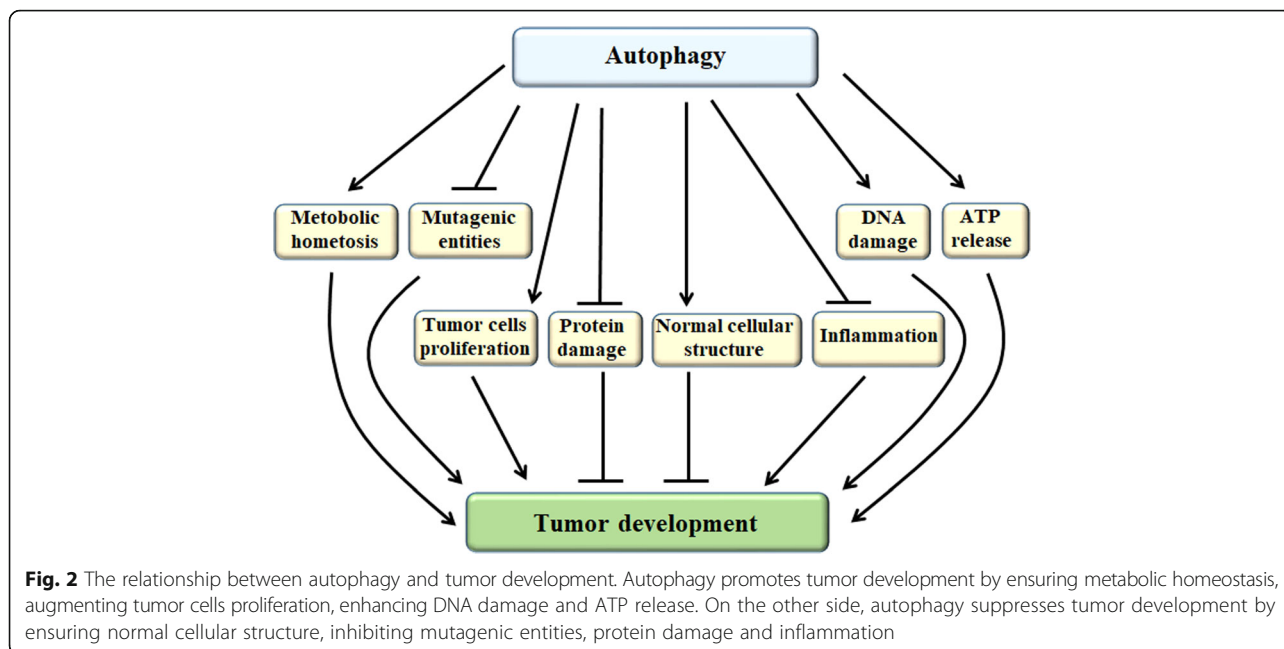 Autophagy
Metobolic
hometosis
Mutagenic
entities
DNA
damage
ATP
release
Tumor cells
proliferation
Protein
damage
Normal cellular
structure
Inflammation
Tumor development
Fig. 2 The relationship between autophagy and tumor development. Autophagy promotes tumor development by ensuring metabolic homeostasis,
augmenting tumor cells proliferation, enhancing DNA damage and ATP release. On the other side, autophagy suppresses tumor development by
ensuring normal cellular structure, inhibiting mutagenic entities, protein damage and inflammation